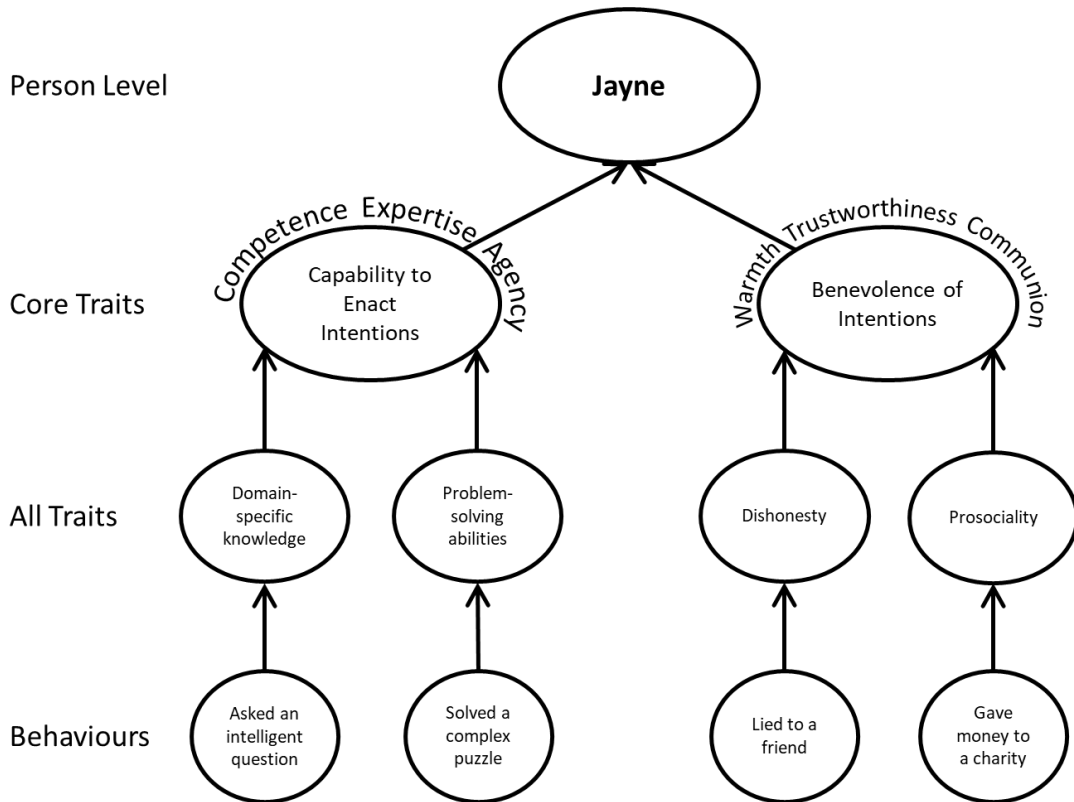 Person Level
Jayne
Competence Expertise Agency
Warmth Trustworthiness Communion
Core Traits
Capability to
Enact
Intentions
Benevolence of
Intentions
All Traits
Domain-
specific
knowledge
Problem-
solving
abilities
Dishonesty
Prosociality
Behaviours
Asked an
intelligent
question
Solved a
complex
puzzle
Lied to a
friend
Gave
money to
a charity